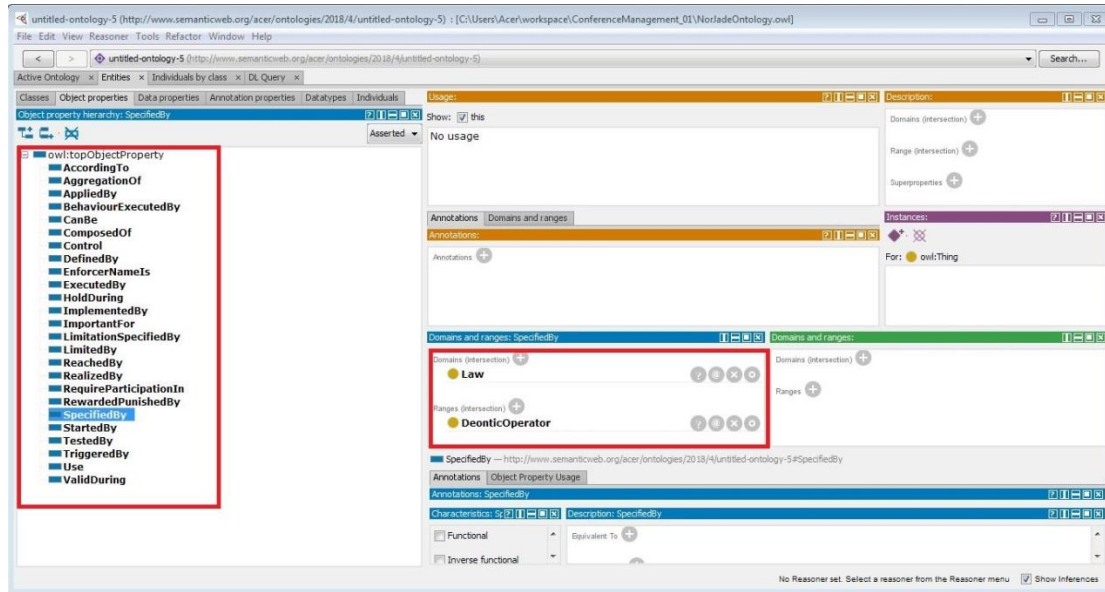 untitled-ontology-5 (http://www.semanticweb.org/acer/ontologies/2018/4/untitled-ontology-5) : [C:\Users\Acer\workspace\ConferenceManagement_01\NorJadeOntology.owl]
File Edit View Reasoner Tools Refactor Window Help
< > untitled-ontology-5 (http://www.semanticweb.org/acer/ontologies/2018/4/untitled-ontology-5) Search...
Active Ontology × Entities × Individuals by class × DL Query ×
Classes Object properties Data properties Annotation properties Datatypes Individuals
Object property hierarchy: SpecifiedBy
Asserted
owl:topObjectProperty
AccordingTo
AggregationOf
AppliedBy
BehaviourExecutedBy
CanBe
ComposedOf
Control
DefinedBy
EnforcerNameIs
ExecutedBy
HoldDuring
ImplementedBy
ImportantFor
LimitationSpecifiedBy
LimitedBy
ReachedBy
RealizedBy
RequireParticipationIn
RewardedPunishedBy
SpecifiedBy
StartedBy
TestedBy
TriggeredBy
Use
ValidDuring
Usage:
Show: this
No usage
Annotations Domains and ranges
Annotations:
Annotations
Description:
Domains (intersection)
Range (intersection)
Superproperties
Instances:
For: owl:Thing
Domains and ranges: SpecifiedBy
Domains (intersection)
Law
Ranges (intersection)
DeonticOperator
Domains and ranges:
Domains (intersection)
Ranges
SpecifiedBy — http://www.semanticweb.org/acer/ontologies/2018/4/untitled-ontology-5#SpecifiedBy
Annotations Object Property Usage
Annotations: SpecifiedBy
Characteristics: Sp
Functional
Inverse functional
Description: SpecifiedBy
Equivalent To
No Reasoner set. Select a reasoner from the Reasoner menu Show Inferences